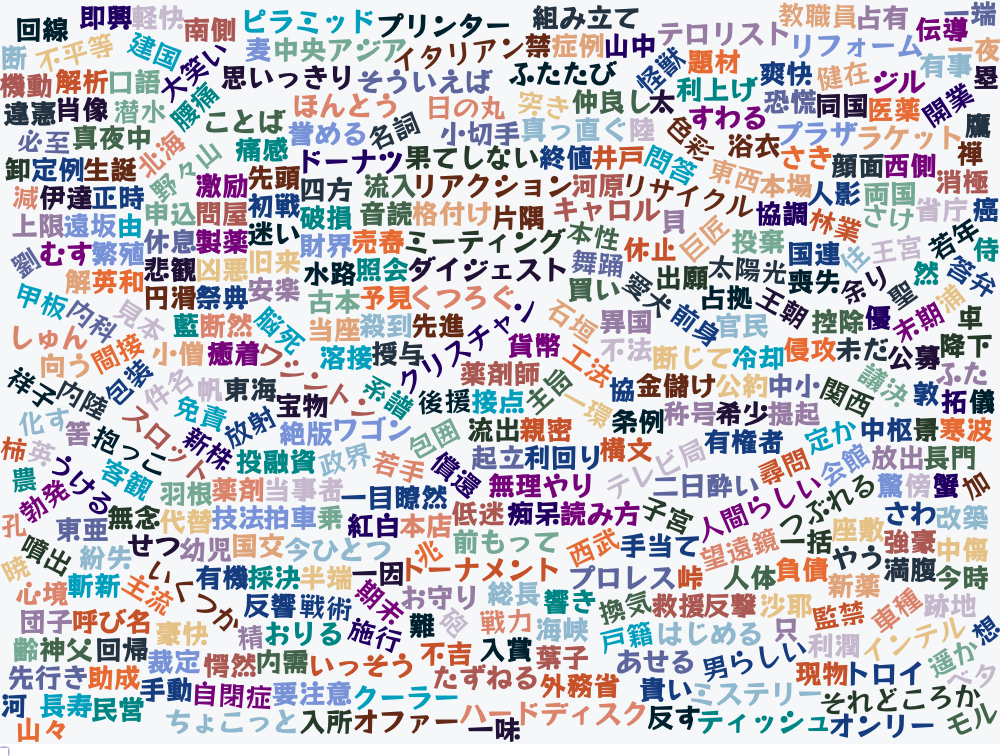 回線 即興 軽快 南側 ピラミッド プリンター 組み立て テロリスト 教職員 占有 伝導 一端
断 不平等 建国 大笑い 麦 中央アジア イタリアン 禁 症例 山中 怪獣 題材 リフォーム 有事 一夜 塁
機動 解析 口語 思いっきり そういえば ふたたび 利上げ 爽快 健在 ジル
違憲 肖像 潜水 腰痛 ことば ほんとう 日の丸 突き 仲良し 太 すわる 恐慌 同国 医薬 開業 鷹
必至 真夜中 北海 痛感 誉める 名詞 小切手 真っ直ぐ 陸 色彩 浴衣 プラザ ラケット 禅
卸 定例 生誕 野々山 ドーナツ 果てしない 終値 井戸 問答 東西 本場 さき 顔面 西側 消極
減 伊達 正時 激励 先頭 四方 流入 リアクション 河原 リサイクル 人影 両国 省庁 癌
上限 遠坂 由 申込 問屋 初戦 破損 音読 格付け 片隅 キャロル 貝 協調 林業 さけ 若年 侍
劉 むす 繁殖 休息 製薬 迷い 財界 売春 ミーティング 本性 休止 巨匠 投棄 国連 住 王宮 然 答弁
解 英和 悲観 凶悪 旧来 水路 照会 ダイジェスト 舞踊 出願 太陽光 喪失 余り 聖
甲板 内科 円滑 祭典 安楽 古本 予見 くつろぐ 買い 愛犬 占拠 王朝 末期 浦 卓
しゅん 見本 藍 断然 脳死 当座 殺到 先進 クリスチャン 石垣 異国 前身 官民 控除 優 降下
向う 間接 小僧 癒着 溶接 授与 貨幣 工法 不法 断じて 冷却 侵攻 未だ 公募 ふた
祥子 内陸 包装 件名 帆 東海 クリントン 系譜 薬剤師 生卵 協 金儲け 公約 中小 関西 議決 敦 拓 儀
化す 筈 抱っこ スロット 免責 放射 宝物 後援 接点 一環 条例 称号 希少 提起
柿 英 新株 絶版 ワゴン 包囲 流出 親密 構文 有権者 定か 中枢 景 寒波
農 勃発 うける 客観 投融資 政界 若手 償還 起立 利回り テレビ局 尋問 会館 放出 長門
羽根 薬剤 当事者 一目瞭然 無理やり 二日酔い 人間らしい つぶれる 驚 傍 蟹 加
孔 東亜 無念 代替 技法 拍車 乗 紅白 本店 低迷 痴呆 読み方 子宮 座敷 さわ 改築
噴出 紛失 せつ 幼児 国交 今ひとつ 兆 前もって 西武 手当て 望遠鏡 一括 やう 強豪 中傷
暁 心境 斬新 主流 いくつか 有機 採決 半端 一因 トーナメント プロレス 峠 人体 負債 新薬 満腹 今時
団子 呼び名 豪快 反響 戦術 期末 お守り 総長 響き 換気 救援 反撃 沙耶 監禁 車種 跡地
齢 神父 回帰 精 おりる 施行 難 砲 戦力 海峡 戸籍 はじめる 只 利潤 インテル 想
先行き 助成 裁定 愕然 内需 いっそう 不吉 入賞 葉子 あせる 男らしい 現物 トロイ 遥か ベタ
河 長寿 民営 手動 自閉症 要注意 クーラー たずねる 外務省 貴い ミステリー それどころか
山々 ちょこっと 入所 オファー ハードディスク 一味 反す ティッシュ オンリー モル